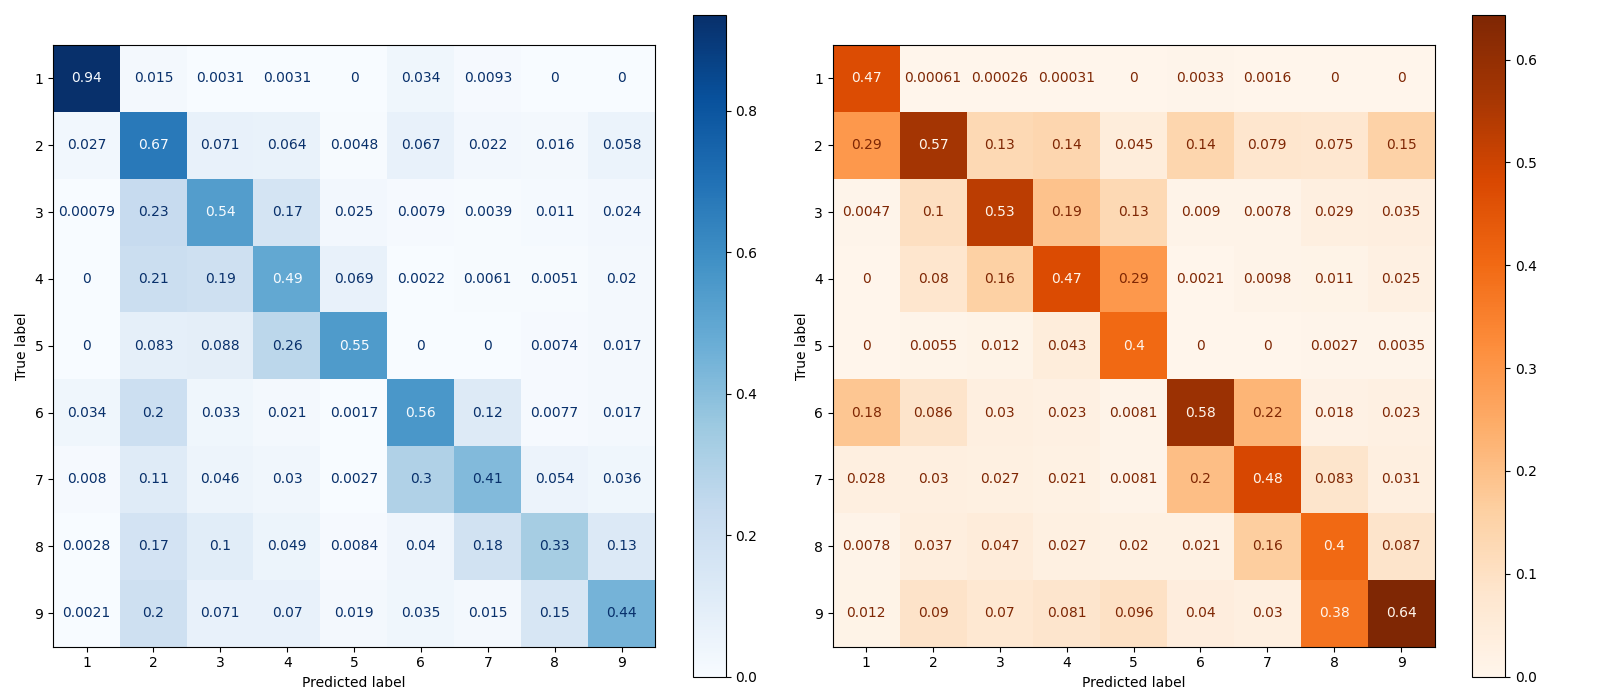 1 0.94 0.015 0.0031 0.0031 0 0.034 0.0093 0 0
2 0.027 0.67 0.071 0.064 0.0048 0.067 0.022 0.016 0.058
3 0.00079 0.23 0.54 0.17 0.025 0.0079 0.0039 0.011 0.024
4 0 0.21 0.19 0.49 0.069 0.0022 0.0061 0.0051 0.02
5 0 0.083 0.088 0.26 0.55 0 0 0.0074 0.017
6 0.034 0.2 0.033 0.021 0.0017 0.56 0.12 0.0077 0.017
7 0.008 0.11 0.046 0.03 0.0027 0.3 0.41 0.054 0.036
8 0.0028 0.17 0.1 0.049 0.0084 0.04 0.18 0.33 0.13
9 0.0021 0.2 0.071 0.07 0.019 0.035 0.015 0.15 0.44
1 2 3 4 5 6 7 8 9
Predicted label
True label
0.8
0.6
0.4
0.2
0.0
1 0.47 0.00061 0.00026 0.00031 0 0.0033 0.0016 0 0
2 0.29 0.57 0.13 0.14 0.045 0.14 0.079 0.075 0.15
3 0.0047 0.1 0.53 0.19 0.13 0.009 0.0078 0.029 0.035
4 0 0.08 0.16 0.47 0.29 0.0021 0.0098 0.011 0.025
5 0 0.0055 0.012 0.043 0.4 0 0 0.0027 0.0035
6 0.18 0.086 0.03 0.023 0.0081 0.58 0.22 0.018 0.023
7 0.028 0.03 0.027 0.021 0.0081 0.2 0.48 0.083 0.031
8 0.0078 0.037 0.047 0.027 0.02 0.021 0.16 0.4 0.087
9 0.012 0.09 0.07 0.081 0.096 0.04 0.03 0.38 0.64
1 2 3 4 5 6 7 8 9
Predicted label
True label
0.6
0.5
0.4
0.3
0.2
0.1
0.0